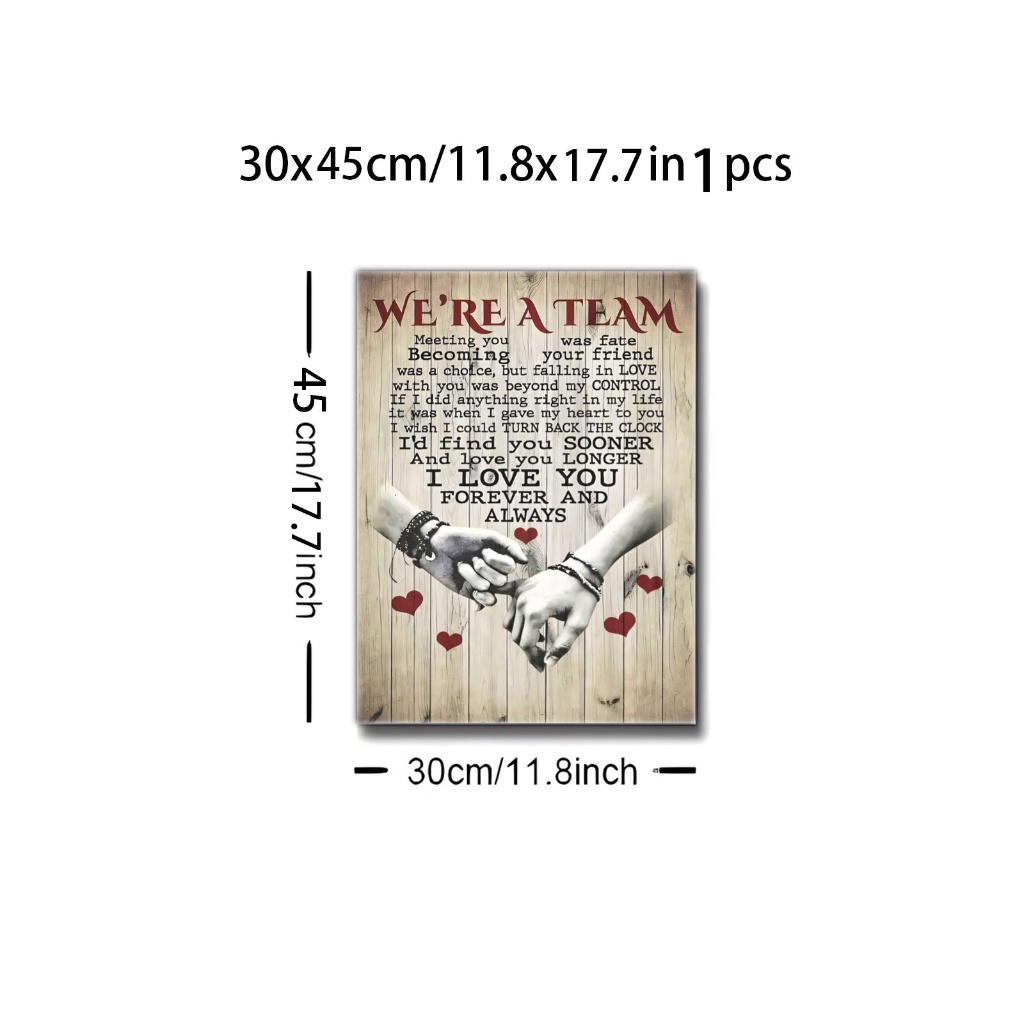 30x45cm/11.8x17.7in 1 pcs
WE'RE A TEAM
Meeting you was fate
Becoming your friend
was a choice, but falling in LOVE
with you was beyond my CONTROL
If I did anything right in my life
it was when I gave my heart to you
I wish I could TURN BACK THE CLOCK
I'd find you SOONER
And love you LONGER
I LOVE YOU
FOREVER AND
ALWAYS
45 cm/17.7inch
30cm/11.8inch